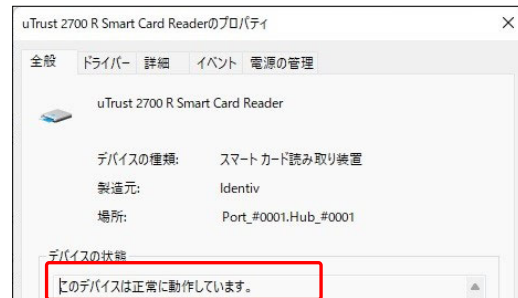 uTrust 2700 R Smart Card Readerのプロパティ
全般 ドライバー 詳細 イベント 電源の管理
uTrust 2700 R Smart Card Reader
デバイスの種類: スマート カード読み取り装置
製造元: Identiv
場所: Port_#0001.Hub_#0001
デバイスの状態
このデバイスは正常に動作しています。